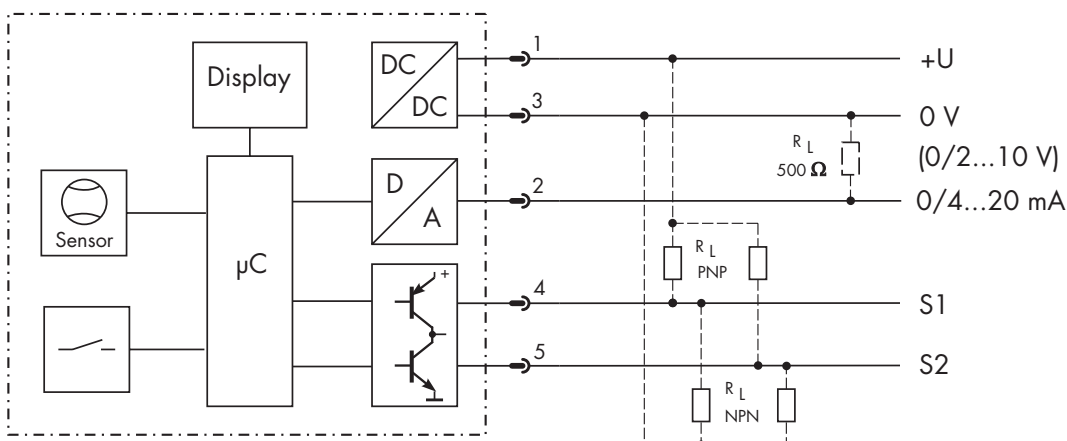 1
+U
Display
DC
DC
3
0 V
R L
500 Ω
(0/2...10 V)
D
A
2
0/4...20 mA
Sensor
µC
R L
PNP
+
4
S1
5
S2
R L
NPN